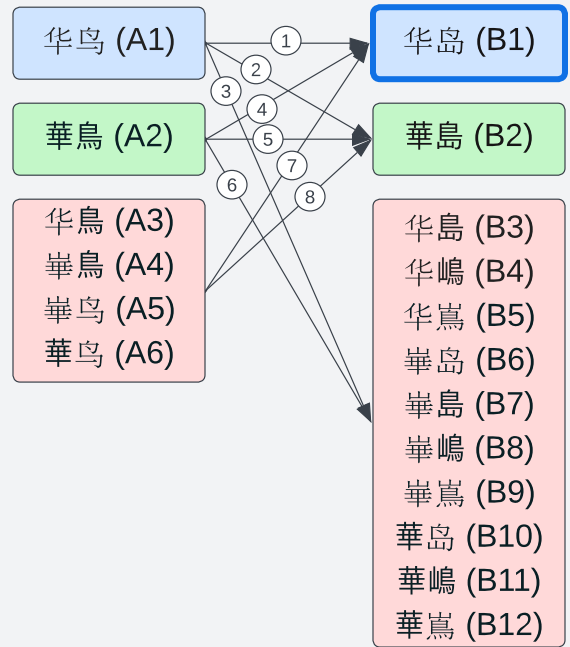 华鸟 (A1)
華鳥 (A2)
华鳥 (A3)
崋鳥 (A4)
崋鸟 (A5)
華鸟 (A6)
1
2
3
4
5
7
6
8
华岛 (B1)
華島 (B2)
华島 (B3)
华嶋 (B4)
华嶌 (B5)
崋岛 (B6)
崋島 (B7)
崋嶋 (B8)
崋嶌 (B9)
華岛 (B10)
華嶋 (B11)
華嶌 (B12)